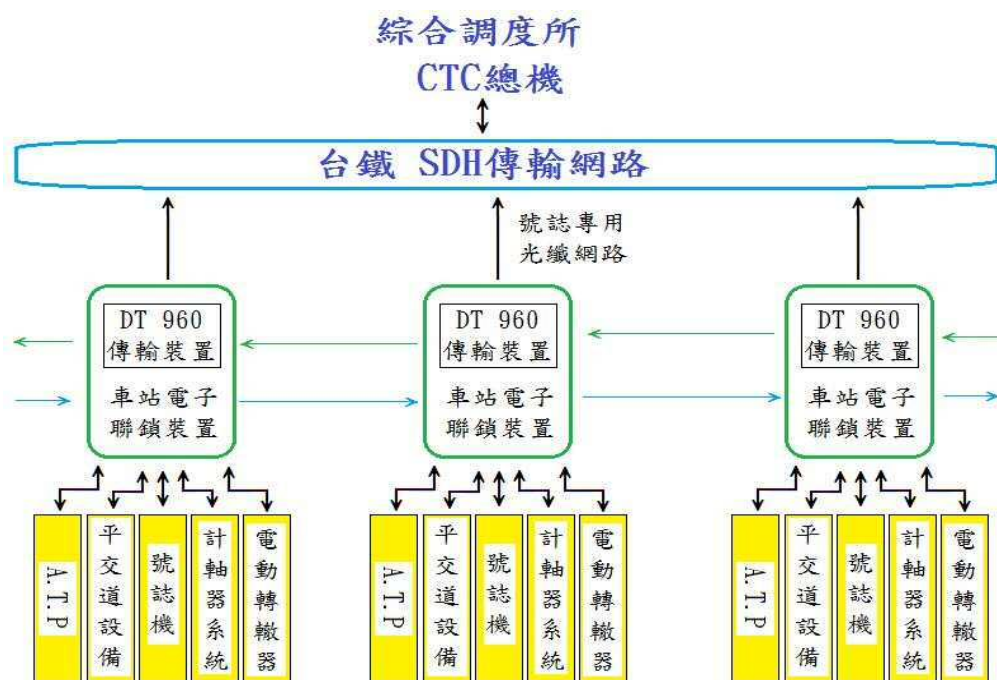 綜合調度所
CTC總機
台鐵 SDH傳輸網路
號誌專用
光纖網路
DT 960
傳輸裝置
車站電子
聯鎖裝置
DT 960
傳輸裝置
車站電子
聯鎖裝置
DT 960
傳輸裝置
車站電子
聯鎖裝置
A.T.P
平交道設備
號誌機
計軸器系統
電動轉轍器
A.T.P
平交道設備
號誌機
計軸器系統
電動轉轍器
A.T.P
平交道設備
號誌機
計軸器系統
電動轉轍器